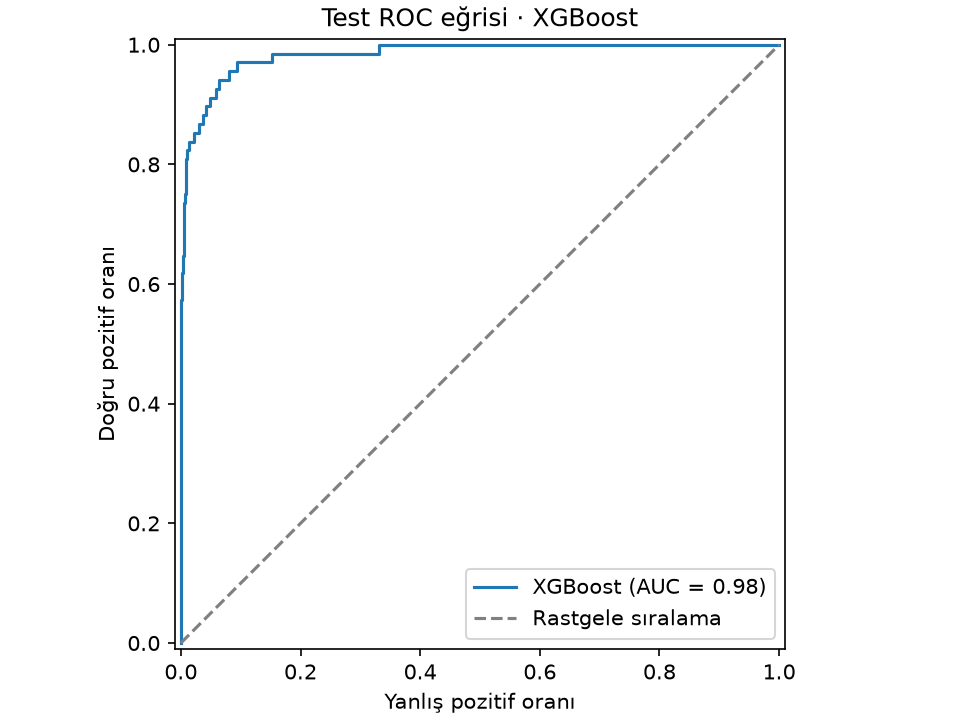 Test ROC eğrisi · XGBoost
Doğru pozitif oranı
1.0
0.8
0.6
0.4
0.2
0.0
XGBoost (AUC = 0.98)
Rastgele sıralama
0.0 0.2 0.4 0.6 0.8 1.0
Yanlış pozitif oranı